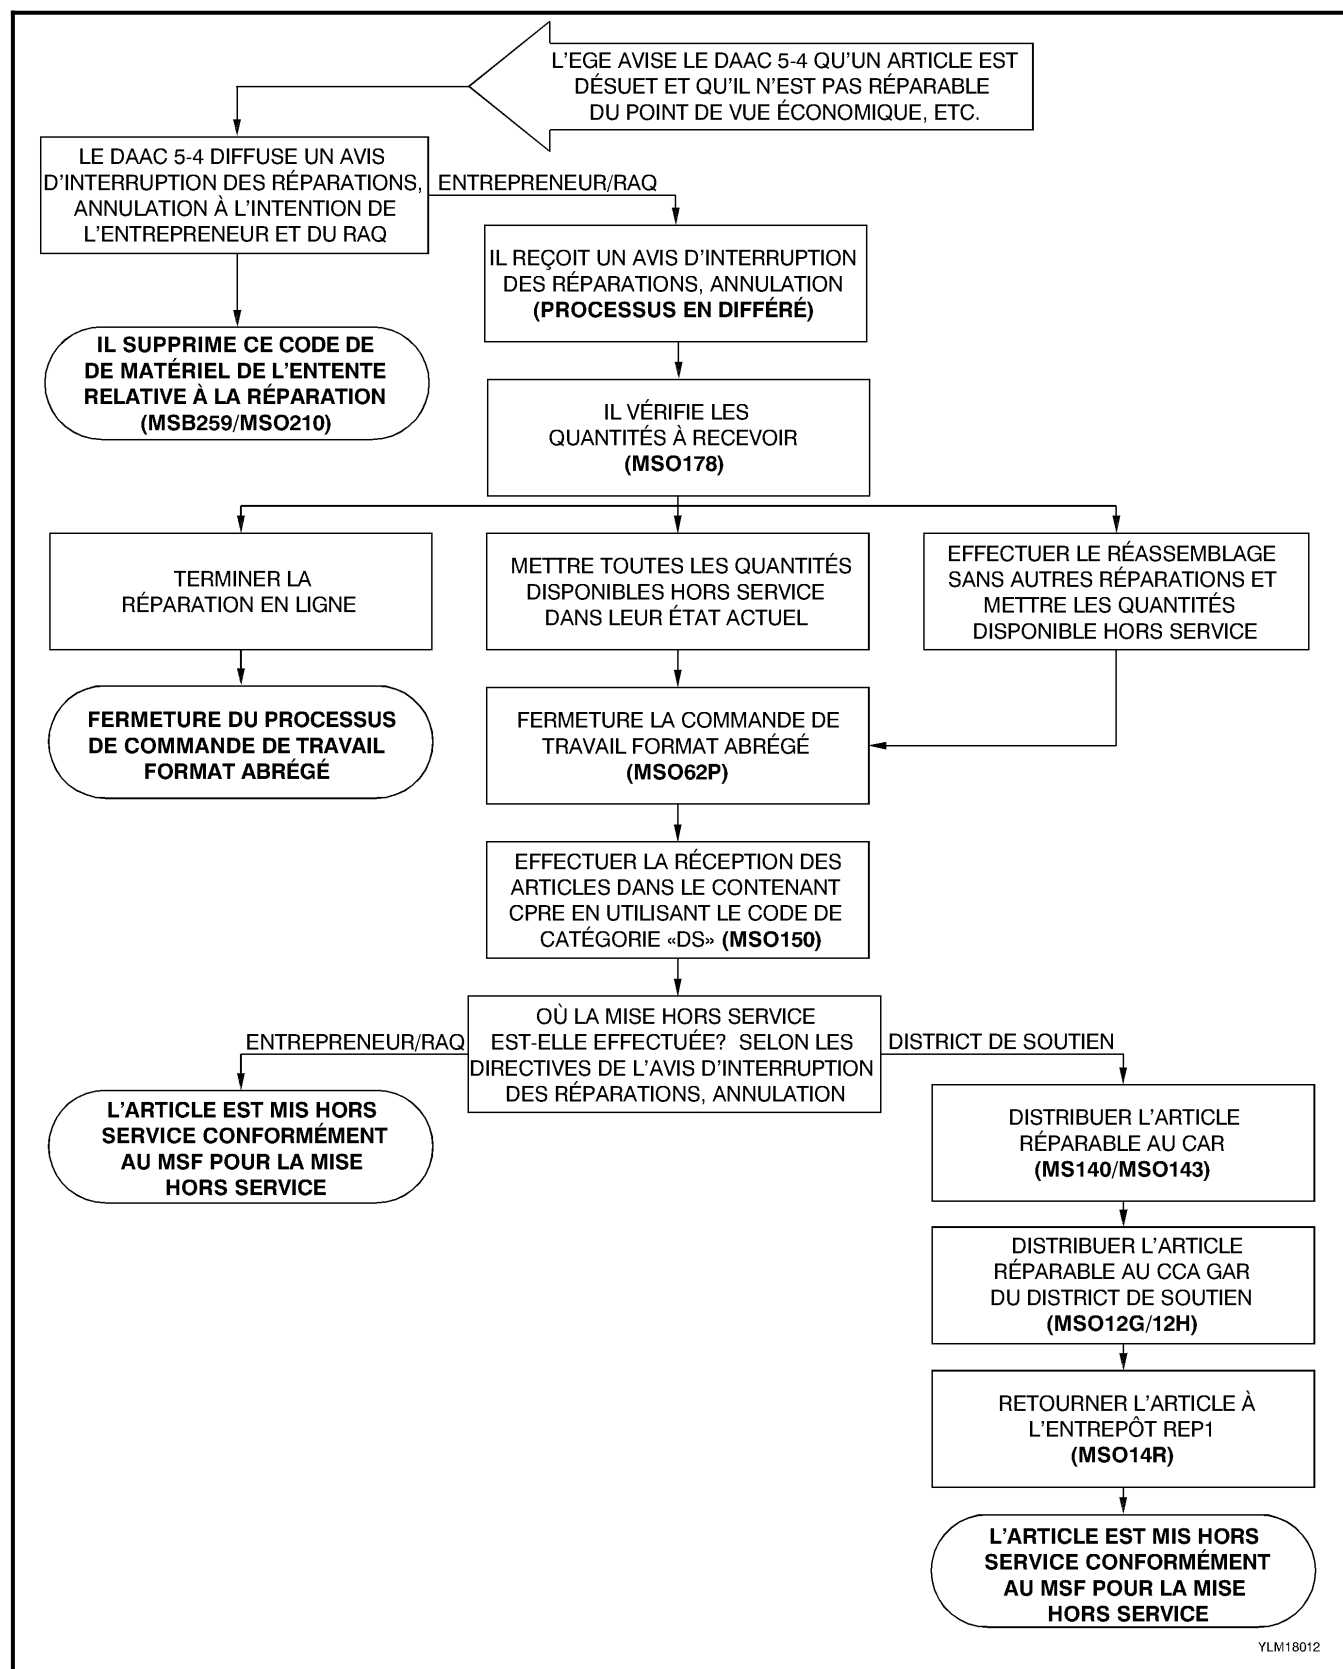 L'EGE AVISE LE DAAC 5-4 QU'UN ARTICLE EST
DÉSUET ET QU'IL N'EST PAS RÉPARABLE
DU POINT DE VUE ÉCONOMIQUE, ETC.
LE DAAC 5-4 DIFFUSE UN AVIS
D'INTERRUPTION DES RÉPARATIONS,
ANNULATION À L'INTENTION DE
L'ENTREPRENEUR ET DU RAQ
ENTREPRENEUR/RAQ
IL REÇOIT UN AVIS D'INTERRUPTION
DES RÉPARATIONS, ANNULATION
(PROCESSUS EN DIFFÉRÉ)
IL SUPPRIME CE CODE DE
DE MATÉRIEL DE L'ENTENTE
RELATIVE À LA RÉPARATION
(MSB259/MSO210)
IL VÉRIFIE LES
QUANTITÉS À RECEVOIR
(MSO178)
TERMINER LA
RÉPARATION EN LIGNE
METTRE TOUTES LES QUANTITÉS
DISPONIBLES HORS SERVICE
DANS LEUR ÉTAT ACTUEL
EFFECTUER LE RÉASSEMBLAGE
SANS AUTRES RÉPARATIONS ET
METTRE LES QUANTITÉS
DISPONIBLE HORS SERVICE
FERMETURE DU PROCESSUS
DE COMMANDE DE TRAVAIL
FORMAT ABRÉGÉ
FERMETURE LA COMMANDE DE
TRAVAIL FORMAT ABRÉGÉ
(MSO62P)
EFFECTUER LA RÉCEPTION DES
ARTICLES DANS LE CONTENANT
CPRE EN UTILISANT LE CODE DE
CATÉGORIE «DS» (MSO150)
OÙ LA MISE HORS SERVICE
EST-ELLE EFFECTUÉE? SELON LES
DIRECTIVES DE L'AVIS D'INTERRUPTION
DES RÉPARATIONS, ANNULATION
ENTREPRENEUR/RAQ
DISTRICT DE SOUTIEN
L'ARTICLE EST MIS HORS
SERVICE CONFORMÉMENT
AU MSF POUR LA MISE
HORS SERVICE
DISTRIBUER L'ARTICLE
RÉPARABLE AU CAR
(MS140/MSO143)
DISTRIBUER L'ARTICLE
RÉPARABLE AU CCA GAR
DU DISTRICT DE SOUTIEN
(MSO12G/12H)
RETOURNER L'ARTICLE À
L'ENTREPÔT REP1
(MSO14R)
L'ARTICLE EST MIS HORS
SERVICE CONFORMÉMENT
AU MSF POUR LA MISE
HORS SERVICE
YLM18012